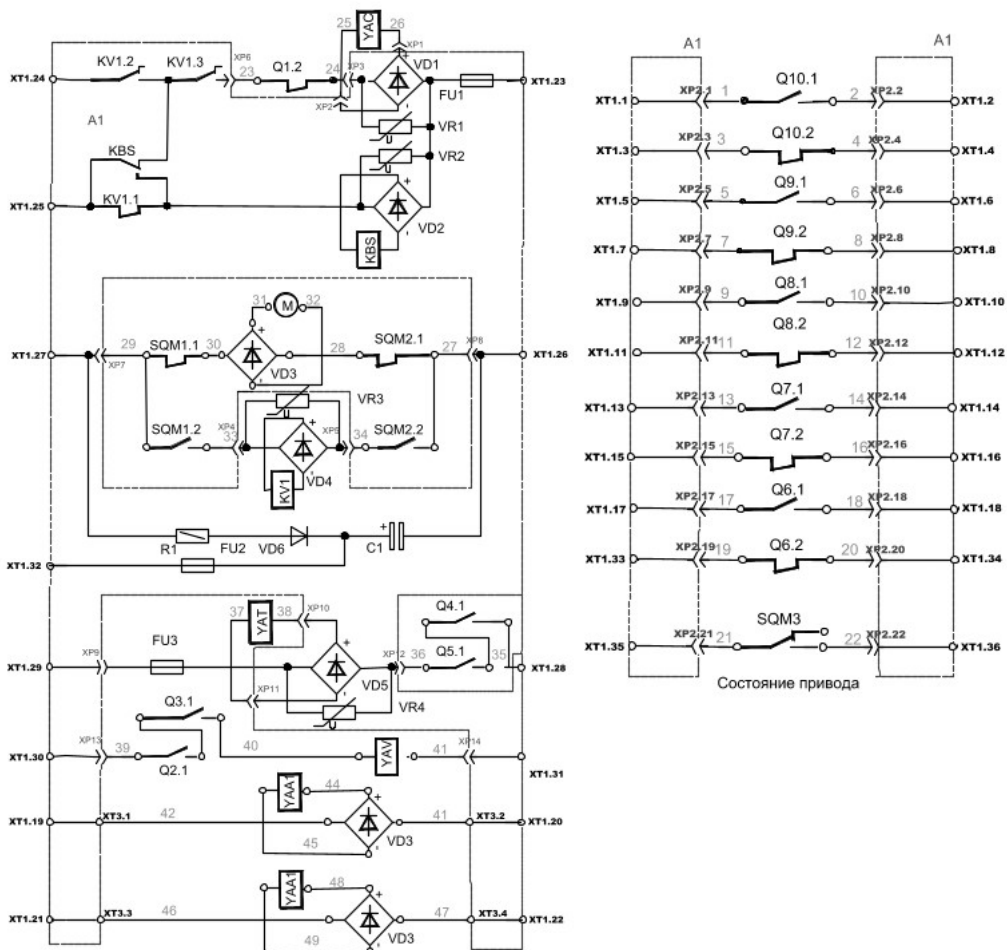 25 26
YAC
KV1.2 KV1.3 XP6 24 XP3 XP1
23 Q1.2 VD1
XT1.24 XT1.23
XP2 FU1
A1 VR1
U
KBS VR2
U
KV1.1
XT1.25
VD2
KBS
31 M 32
29 SQM1.1 30 28 SQM2.1 27 XP8
XT1.27 XT1.26
XP7 VD3
VR3
U
SQM1.2 XP4 33 XP5 34 SQM2.2
VD4
KV1
R1 FU2 VD6 C1
XT1.32
37 YAT 38 XP10 Q4.1
XP9 FU3 XP12 36 Q5.1 35
XT1.29 XT1.28
VD5
XP11 VR4
U
Q3.1
XP13 39 40 YAV 41 XP14
XT1.30 XT1.31
Q2.1
YAA1 44
XT1.19 XT3.1 42 41 XT3.2 XT1.20
45 VD3
YAA1 48
XT1.21 XT3.3 46 47 XT3.4 XT1.22
49 VD3
A1 A1
Q10.1
XT1.1 XP2.1 1 2 XP2.2 XT1.2
Q10.2
XT1.3 XP2.3 3 4 XP2.4 XT1.4
Q9.1
XT1.5 XP2.5 5 6 XP2.6 XT1.6
Q9.2
XT1.7 XP2.7 7 8 XP2.8 XT1.8
Q8.1
XT1.9 XP2.9 9 10 XP2.10 XT1.10
Q8.2
XT1.11 XP2.11 11 12 XP2.12 XT1.12
Q7.1
XT1.13 XP2.13 13 14 XP2.14 XT1.14
Q7.2
XT1.15 XP2.15 15 16 XP2.16 XT1.16
Q6.1
XT1.17 XP2.17 17 18 XP2.18 XT1.18
Q6.2
XT1.33 XP2.19 19 20 XP2.20 XT1.34
SQM3
XT1.35 XP2.21 21 22 XP2.22 XT1.36
Состояние привода